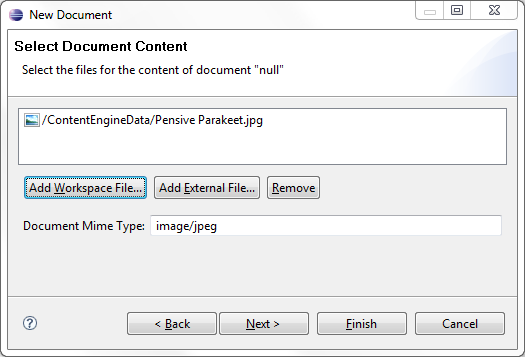 New Document
Select Document Content
Select the files for the content of document "null"
/ContentEngineData/Pensive Parakeet.jpg
Add Workspace File... Add External File... Remove
Document Mime Type: image/jpeg
? < Back Next > Finish Cancel